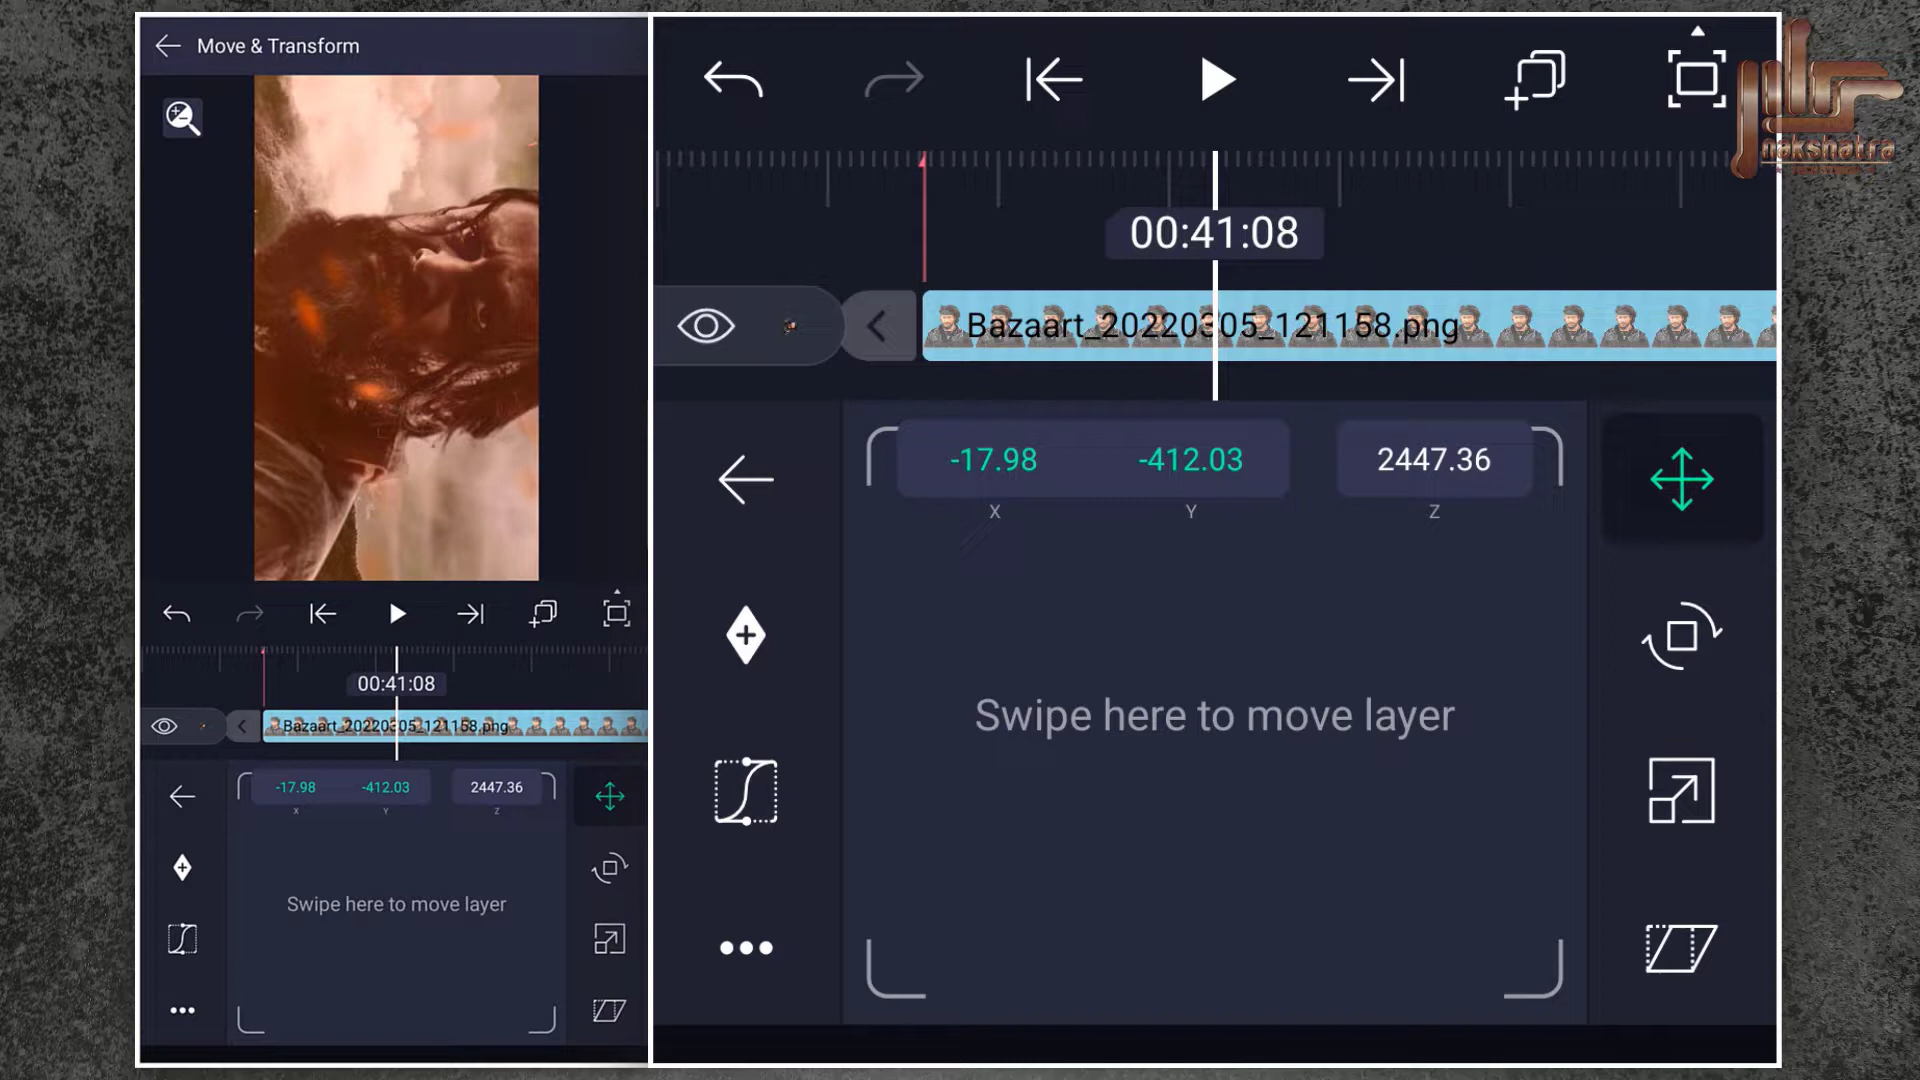 Move & Transform
00:41:08
Bazaart_20220305_121158.png
-17.98 -412.03 2447.36
X Y Z
Swipe here to move layer
00:41:08
Bazaart_20220305_121158.png
-17.98 -412.03 2447.36
X Y Z
Swipe here to move layer
nakshatra